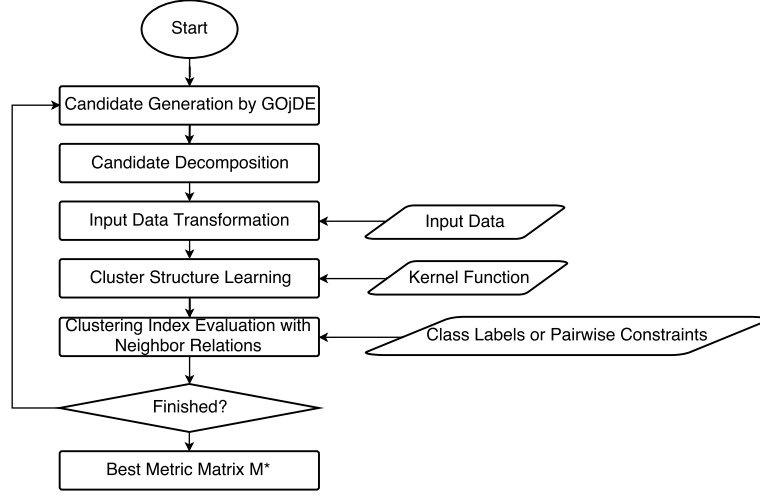 Start
Candidate Generation by GOjDE
Candidate Decomposition
Input Data Transformation
Input Data
Cluster Structure Learning
Kernel Function
Clustering Index Evaluation with
Neighbor Relations
Class Labels or Pairwise Constraints
Finished?
Best Metric Matrix M*